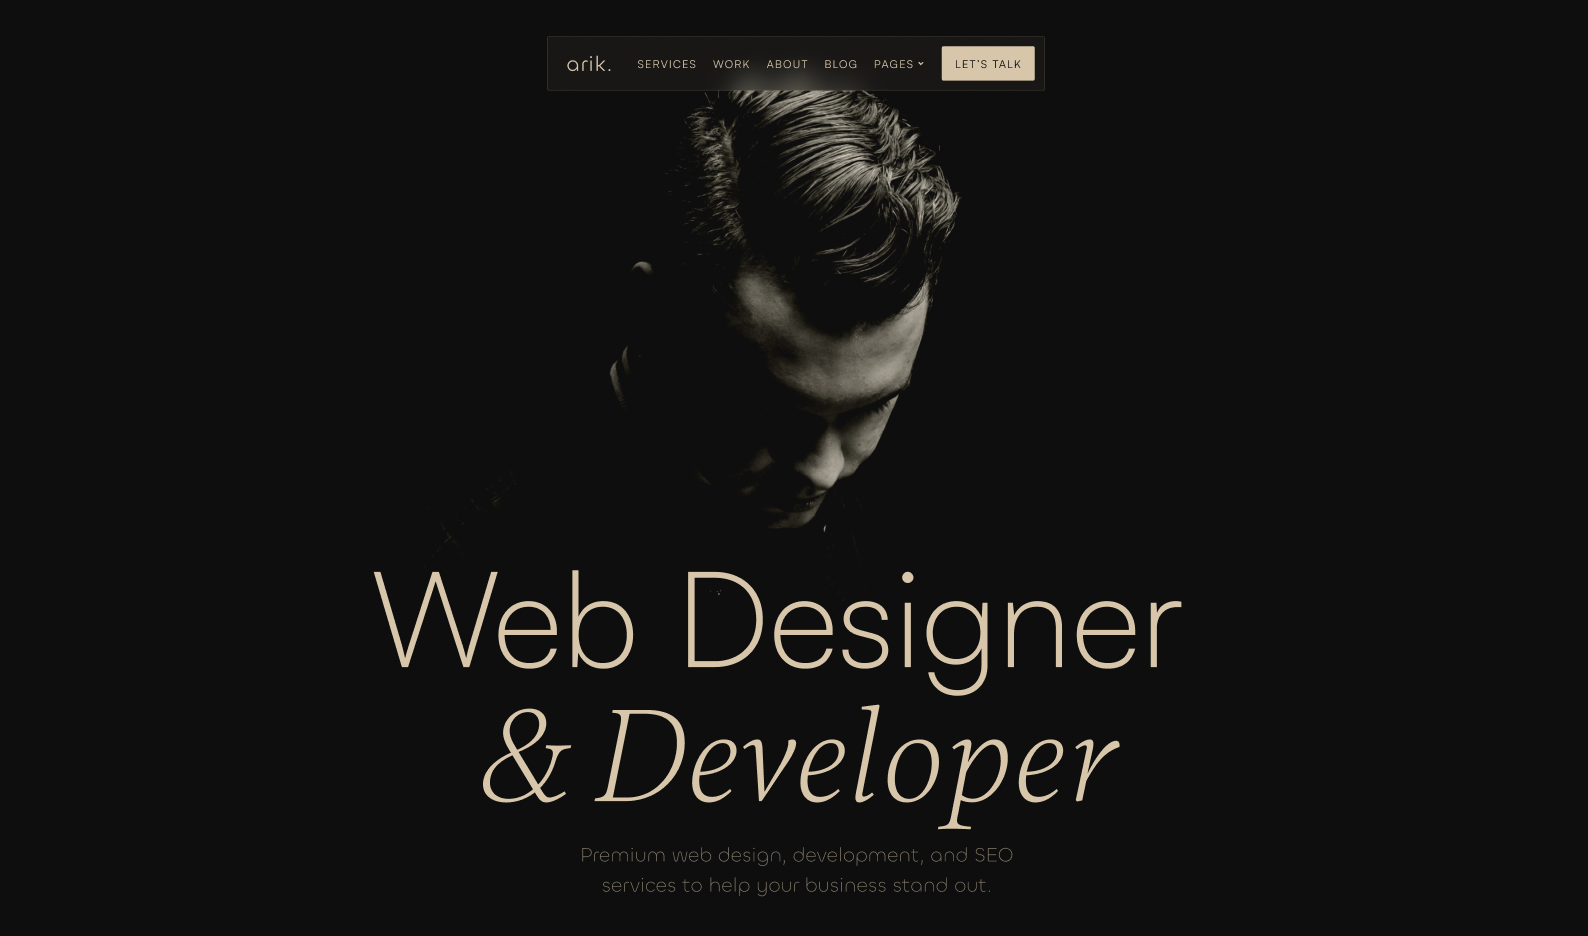 arik. SERVICES WORK ABOUT BLOG PAGES LET'S TALK
Web Designer
& Developer
Premium web design, development, and SEO
services to help your business stand out.